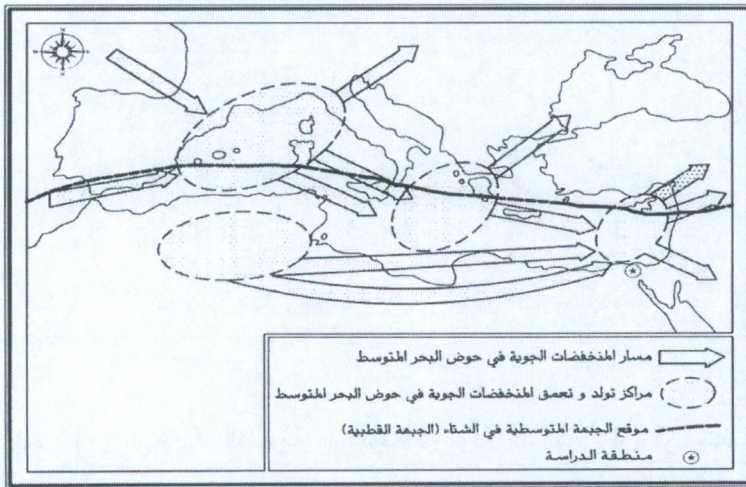 مسار المنخفضات الجوية في حوض البحر المتوسط
مراكز تولد و تعمق المنخفضات الجوية في حوض البحر المتوسط
موقع الجبهة المتوسطية في الشتاء (الجبهة القطبية)
منطقة الدراسة